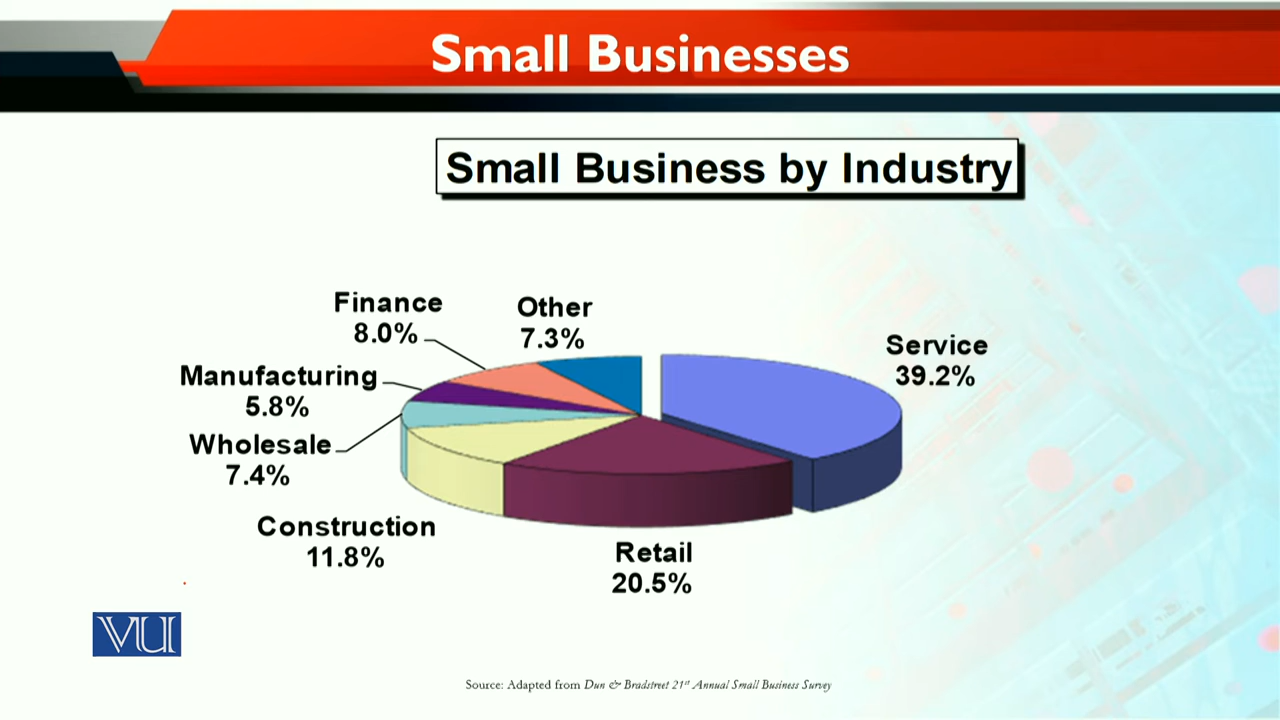 Small Businesses
Small Business by Industry
Finance
8.0%
Other
7.3%
Service
39.2%
Manufacturing
5.8%
Wholesale
7.4%
Construction
11.8%
Retail
20.5%
VU
Source: Adapted from Dun & Bradstreet 21st Annual Small Business Survey